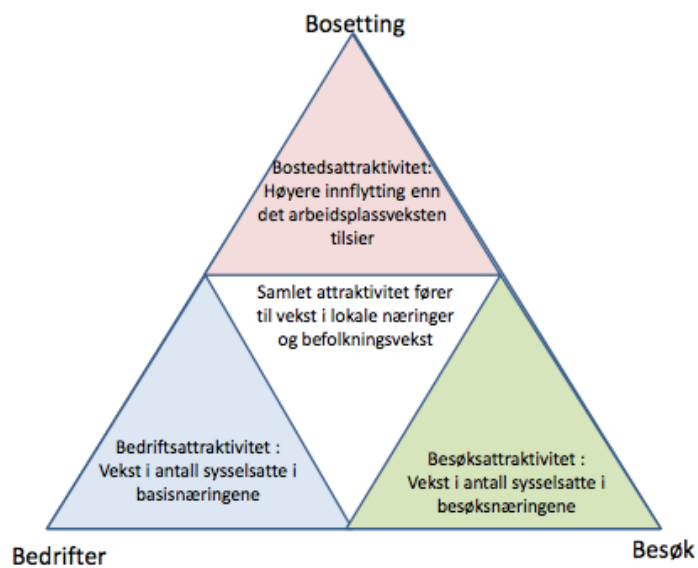 Bosetting
Bostedsattraktivitet:
Høyere innflytting enn
det arbeidsplassveksten
tilsier
Samlet attraktivitet fører
til vekst i lokale næringer
og befolkningsvekst
Bedriftsattraktivitet :
Vekst i antall sysselsatte i
basisnæringene
Besøksattraktivitet :
Vekst i antall sysselsatte i
besøksnæringene
Bedrifter
Besøk